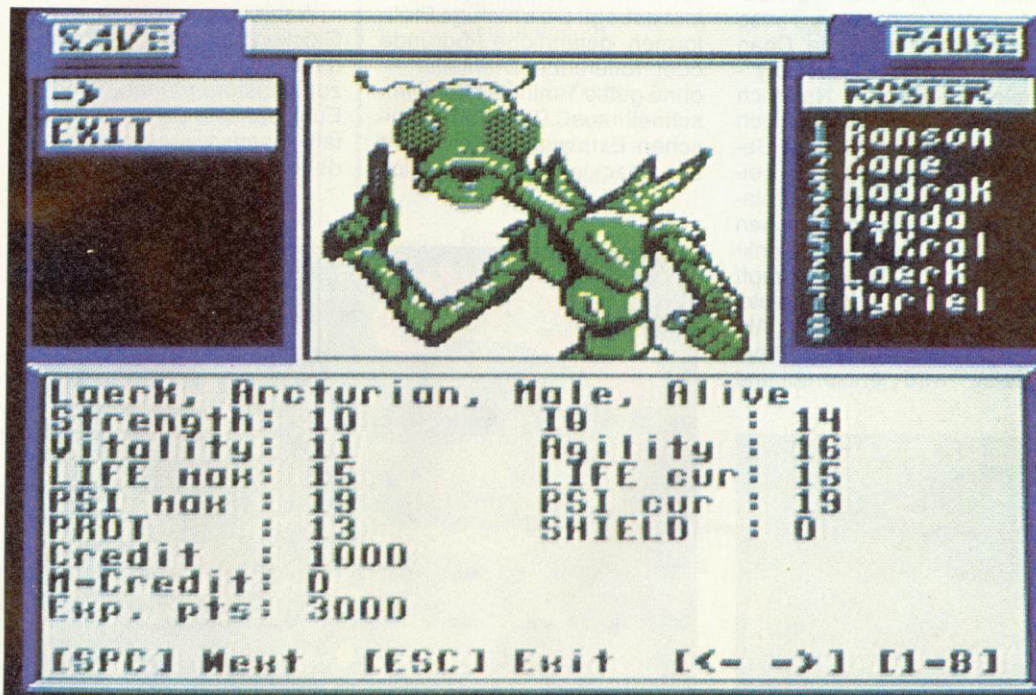 SAVE
PAUSE
->
EXIT
ROSTER
1 Ransom
2 Kane
3 Madrak
4 Vynda
5 L'Kral
6 Laerk
7 Myriel
8
Laerk, Arcturian, Male, Alive
Strength: 10 IQ : 14
Vitality: 11 Agility : 16
LIFE max: 15 LIFE cur: 15
PSI max : 19 PSI cur : 19
PROT : 13 SHIELD : 0
Credit : 1000
M-Credit: 0
Exp. pts: 3000
[SPC] Next [ESC] Exit [<- ->] [1-8]